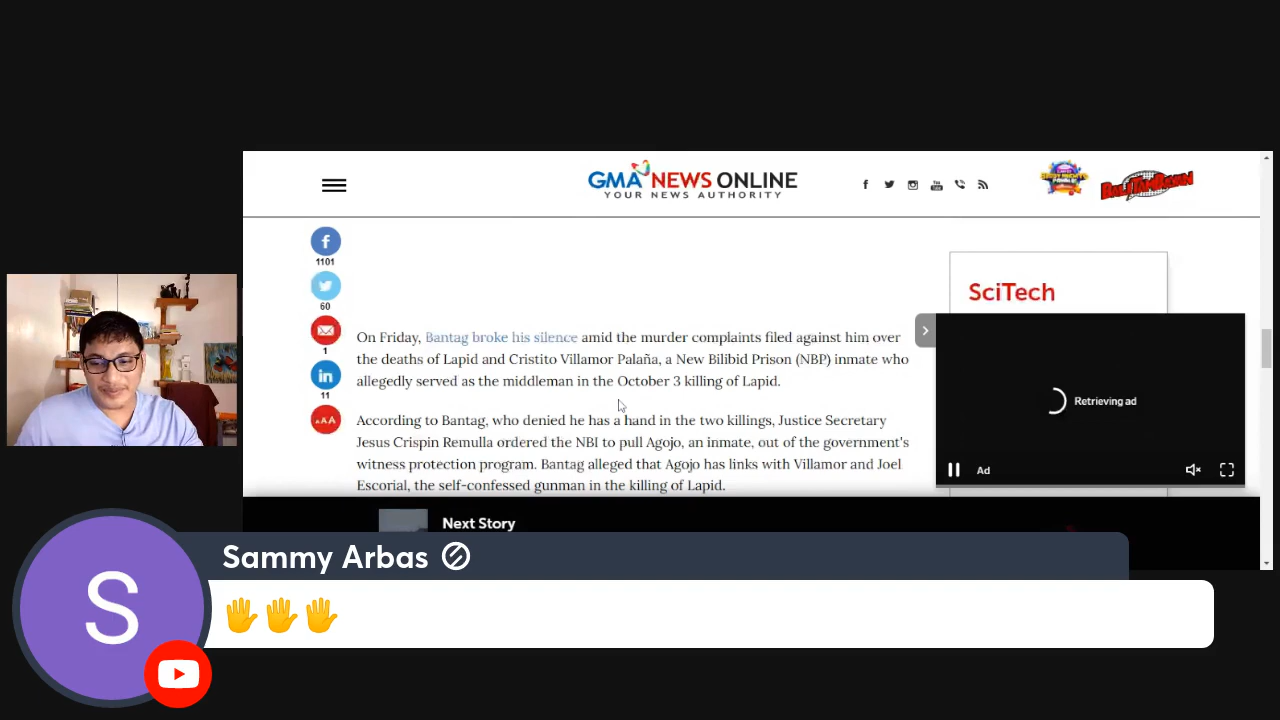 GMA NEWS ONLINE
YOUR NEWS AUTHORITY
BALITAMBAYAN
1101
60
1
in
11
AAA
SciTech
On Friday, Bantag broke his silence amid the murder complaints filed against him over
the deaths of Lapid and Cristito Villamor Palaña, a New Bilibid Prison (NBP) inmate who
allegedly served as the middleman in the October 3 killing of Lapid.
According to Bantag, who denied he has a hand in the two killings, Justice Secretary
Jesus Crispin Remulla ordered the NBI to pull Agojo, an inmate, out of the government's
witness protection program. Bantag alleged that Agojo has links with Villamor and Joel
Escorial, the self-confessed gunman in the killing of Lapid.
Retrieving ad
Ad
Next Story
Sammy Arbas
S
🖐🖐🖐